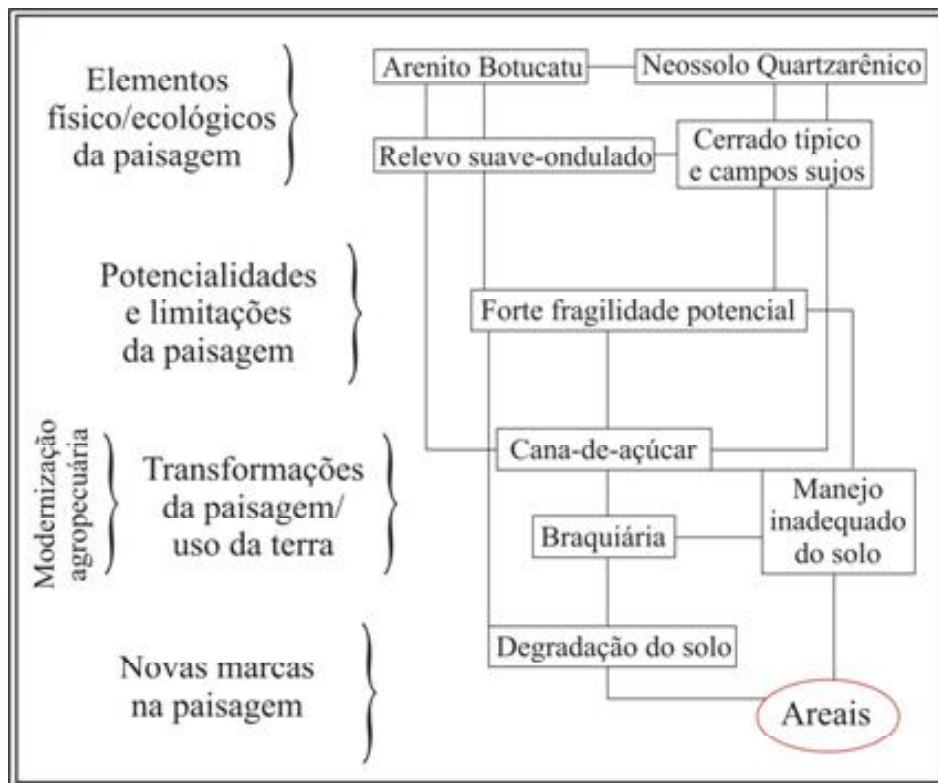 Elementos
físico/ecológicos
da paisagem
Arenito Botucatu
Neossolo Quartzarênico
Relevo suave-ondulado
Cerrado típico
e campos sujos
Potencialidades
e limitações
da paisagem
Forte fragilidade potencial
Modernização
agropecuária
Transformações
da paisagem/
uso da terra
Cana-de-açúcar
Braquiária
Manejo
inadequado
do solo
Novas marcas
na paisagem
Degradação do solo
Areais